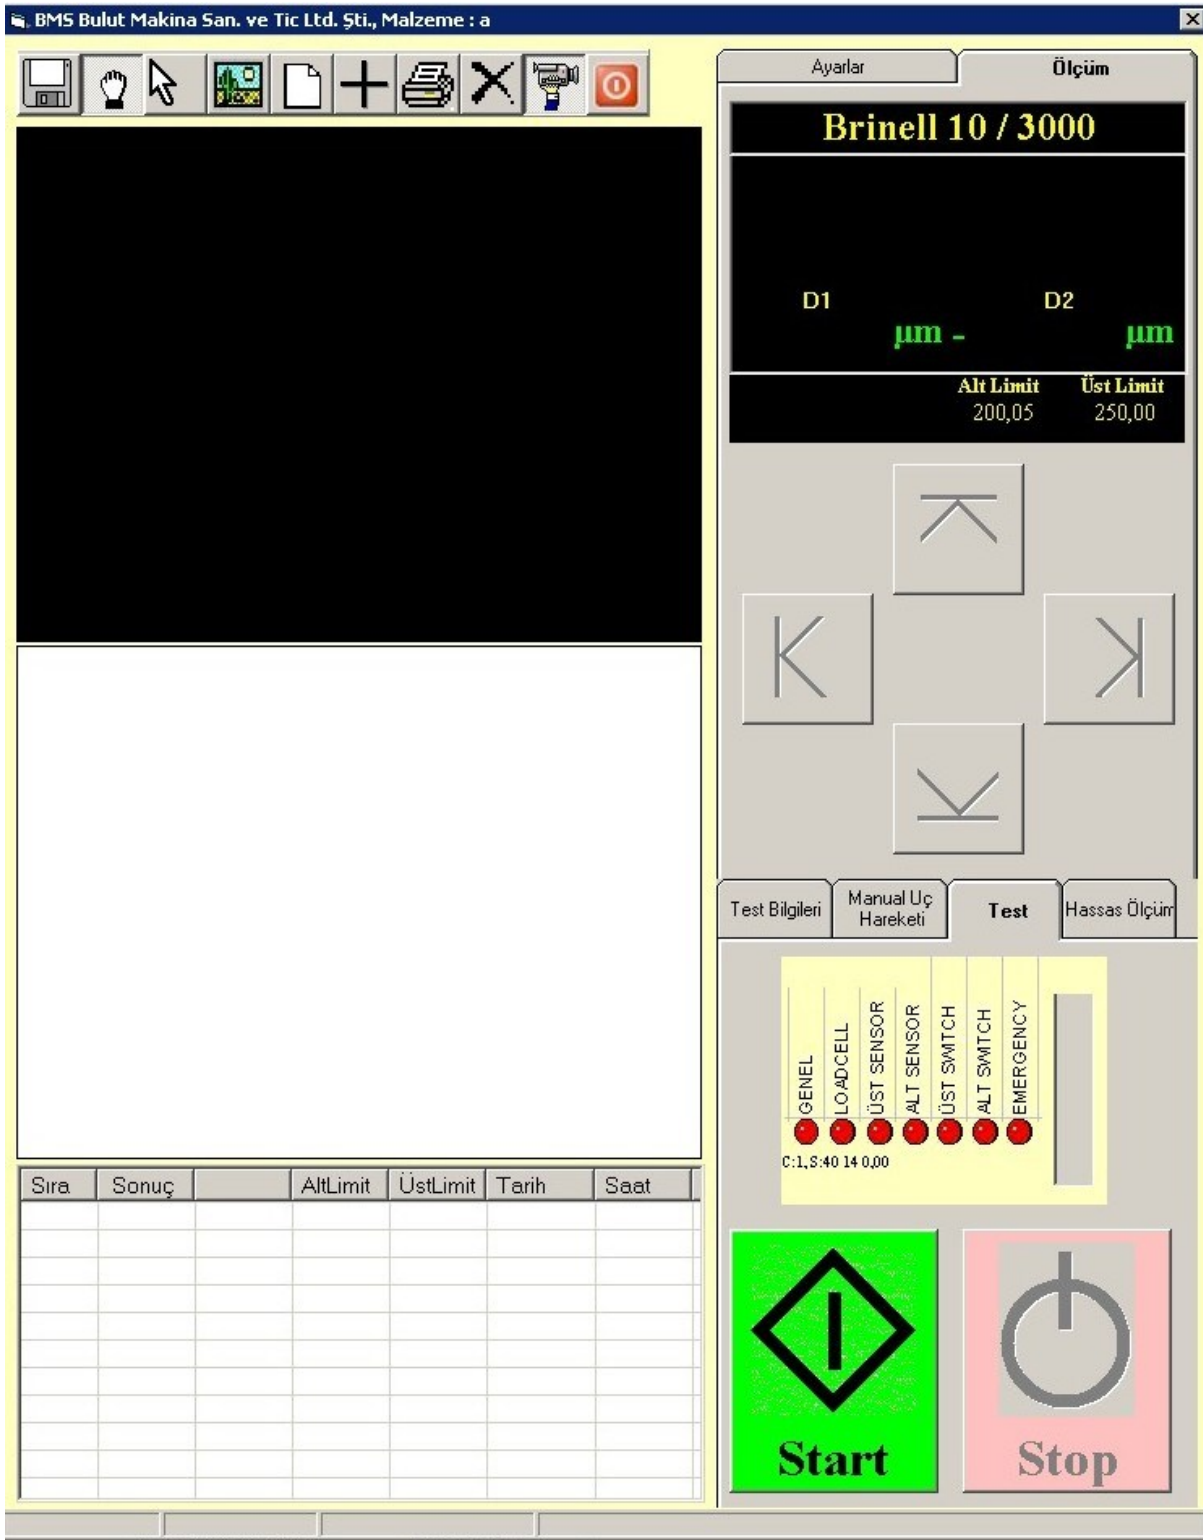 BMS Bulut Makina San. ve Tic Ltd. Şti., Malzeme : a
Ayarlar
Ölçüm
Brinell 10 / 3000
D1
D2
µm -
µm
Alt Limit
Üst Limit
200,05
250,00
Test Bilgileri
Manual Uç
Hareketi
Test
Hassas Ölçüm
GENEL
LOADCELL
ÜST SENSOR
ALT SENSOR
ÜST SWITCH
ALT SWITCH
EMERGENCY
C:1, S:40 14 0,00
Sıra
Sonuç
AltLimit
ÜstLimit
Tarih
Saat
Start
Stop